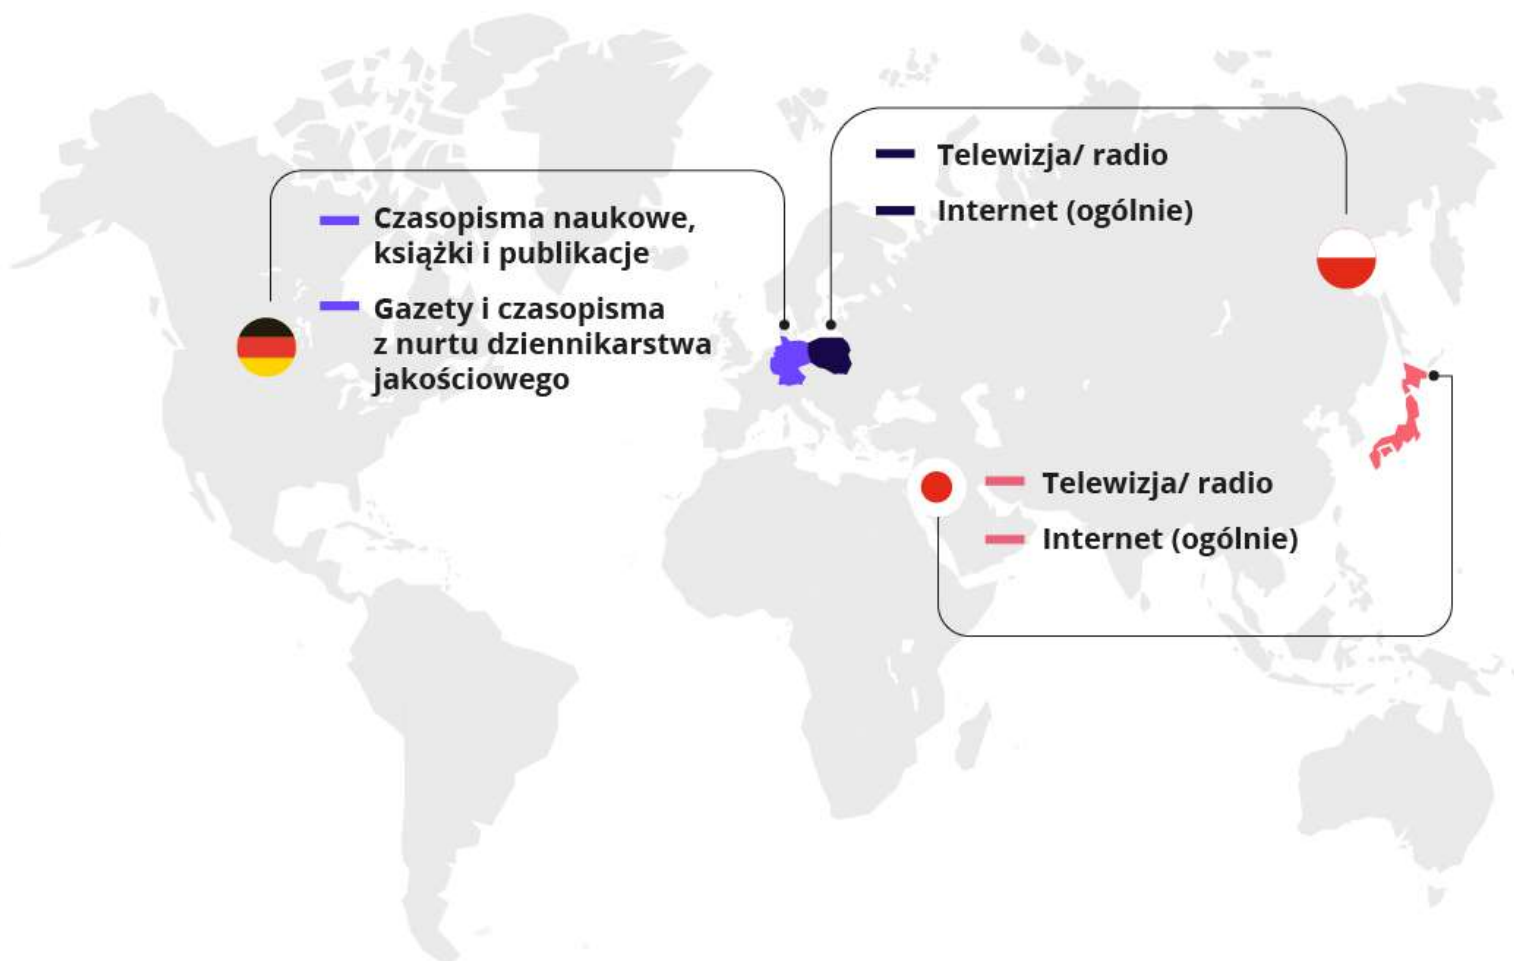 Telewizja/ radio
Internet (ogólnie)
Czasopisma naukowe,
książki i publikacje
Gazety i czasopisma
z nurtu dziennikarstwa
jakościowego
Telewizja/ radio
Internet (ogólnie)